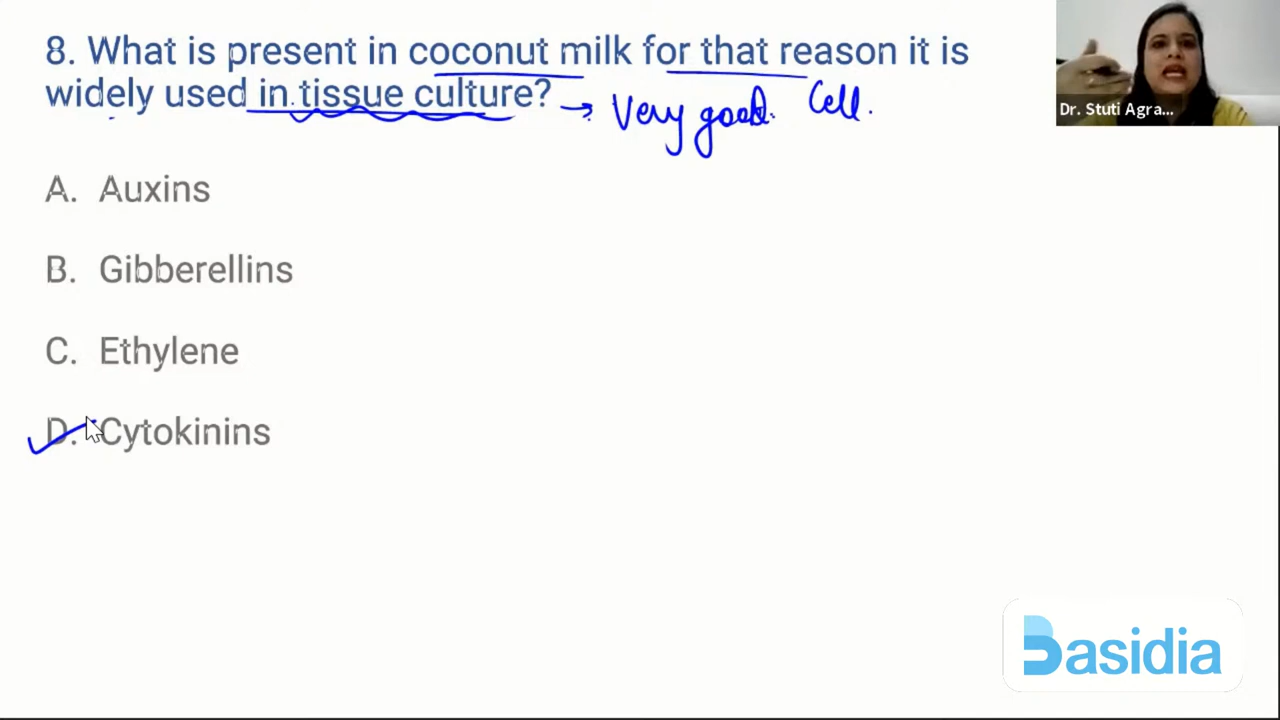 8. What is present in coconut milk for that reason it is
widely used in tissue culture? → Very good. Cell.
A. Auxins
B. Gibberellins
C. Ethylene
D. Cytokinins
Dr. Stuti Agra...
Basidia